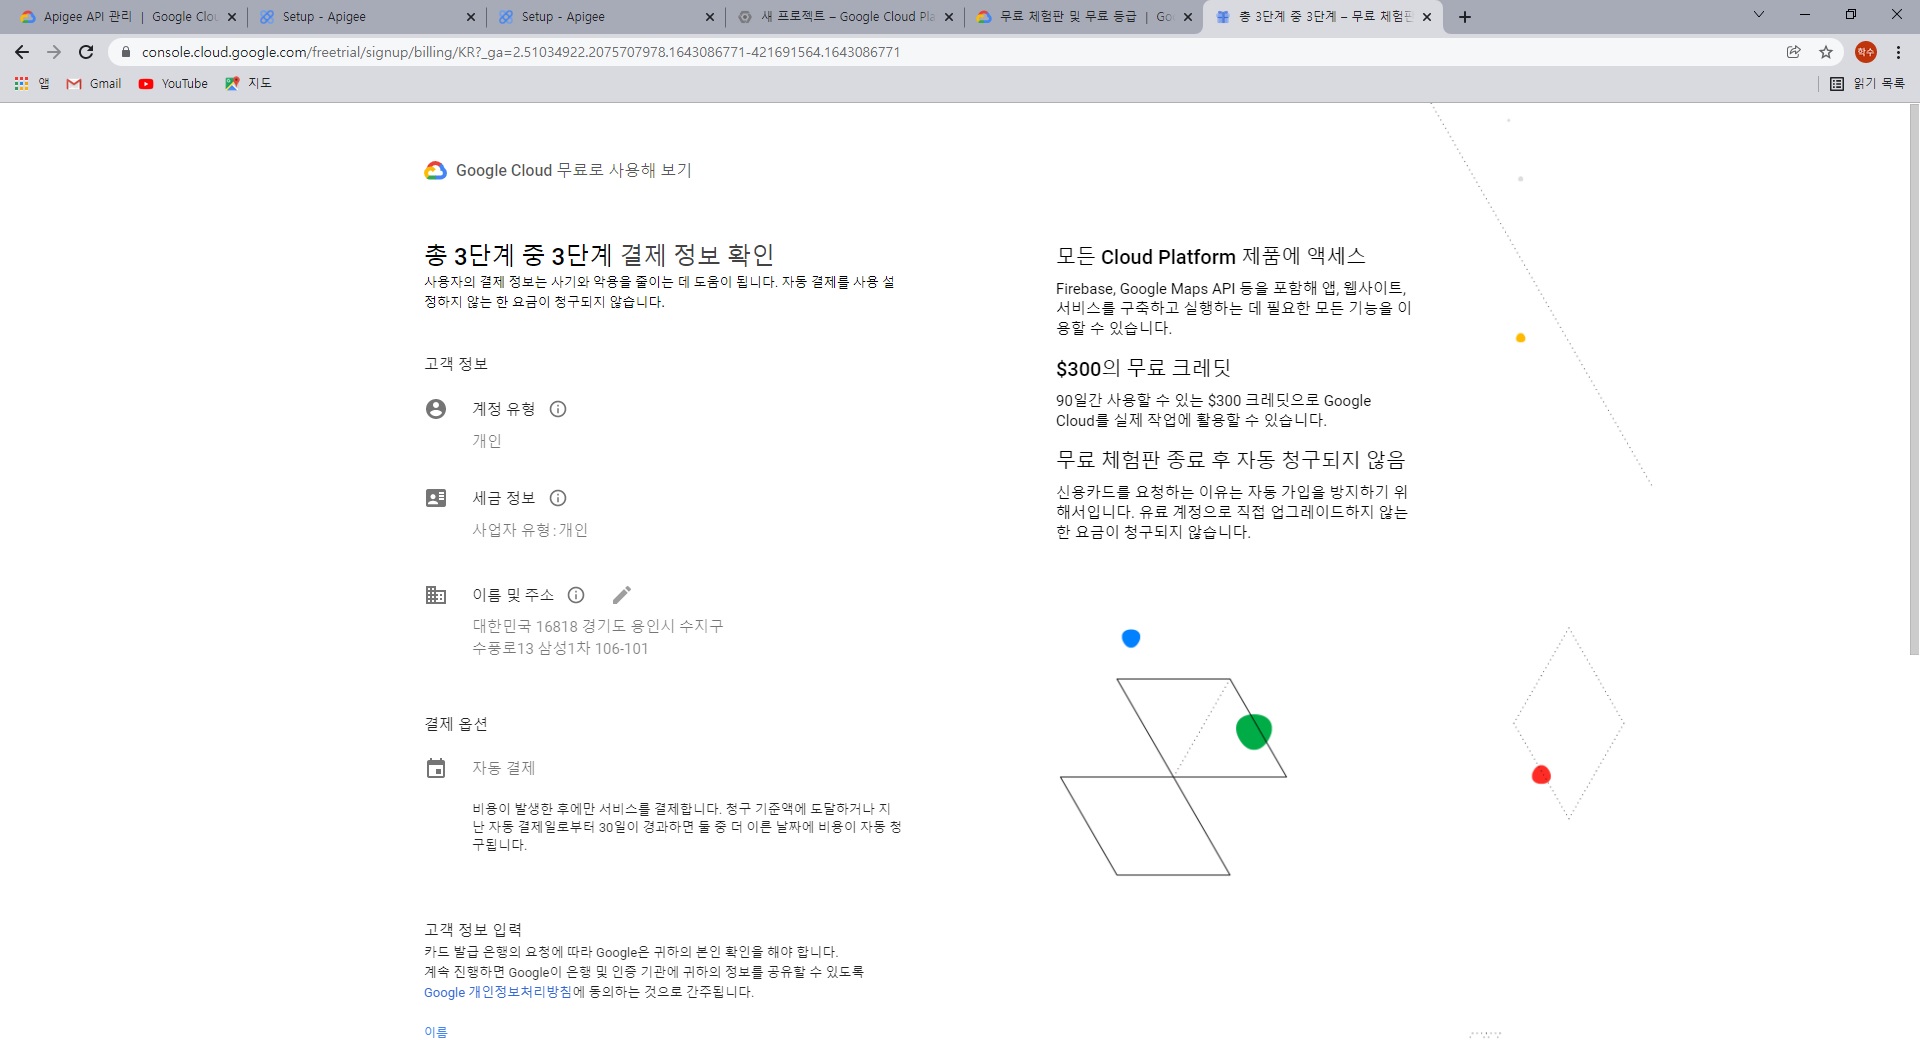 Apigee API 관리 | Google Clou
Setup - Apigee
Setup - Apigee
새 프로젝트 – Google Cloud Pla
무료 체험판 및 무료 등급 | Go
총 3단계 중 3단계 – 무료 체험판
console.cloud.google.com/freetrial/signup/billing/KR?_ga=2.51034922.2075707978.1643086771-421691564.1643086771
학수
앱
Gmail
YouTube
지도
읽기 목록
Google Cloud 무료로 사용해 보기
총 3단계 중 3단계 결제 정보 확인
사용자의 결제 정보는 사기와 악용을 줄이는 데 도움이 됩니다. 자동 결제를 사용 설
정하지 않는 한 요금이 청구되지 않습니다.
고객 정보
계정 유형
개인
세금 정보
사업자 유형:개인
이름 및 주소
대한민국 16818 경기도 용인시 수지구
수풍로13 삼성1차 106-101
결제 옵션
자동 결제
비용이 발생한 후에만 서비스를 결제합니다. 청구 기준액에 도달하거나 지
난 자동 결제일로부터 30일이 경과하면 둘 중 더 이른 날짜에 비용이 자동 청
구됩니다.
고객 정보 입력
카드 발급 은행의 요청에 따라 Google은 귀하의 본인 확인을 해야 합니다.
계속 진행하면 Google이 은행 및 인증 기관에 귀하의 정보를 공유할 수 있도록
Google 개인정보처리방침에 동의하는 것으로 간주됩니다.
이름
모든 Cloud Platform 제품에 액세스
Firebase, Google Maps API 등을 포함해 앱, 웹사이트,
서비스를 구축하고 실행하는 데 필요한 모든 기능을 이
용할 수 있습니다.
$300의 무료 크레딧
90일간 사용할 수 있는 $300 크레딧으로 Google
Cloud를 실제 작업에 활용할 수 있습니다.
무료 체험판 종료 후 자동 청구되지 않음
신용카드를 요청하는 이유는 자동 가입을 방지하기 위
해서입니다. 유료 계정으로 직접 업그레이드하지 않는
한 요금이 청구되지 않습니다.